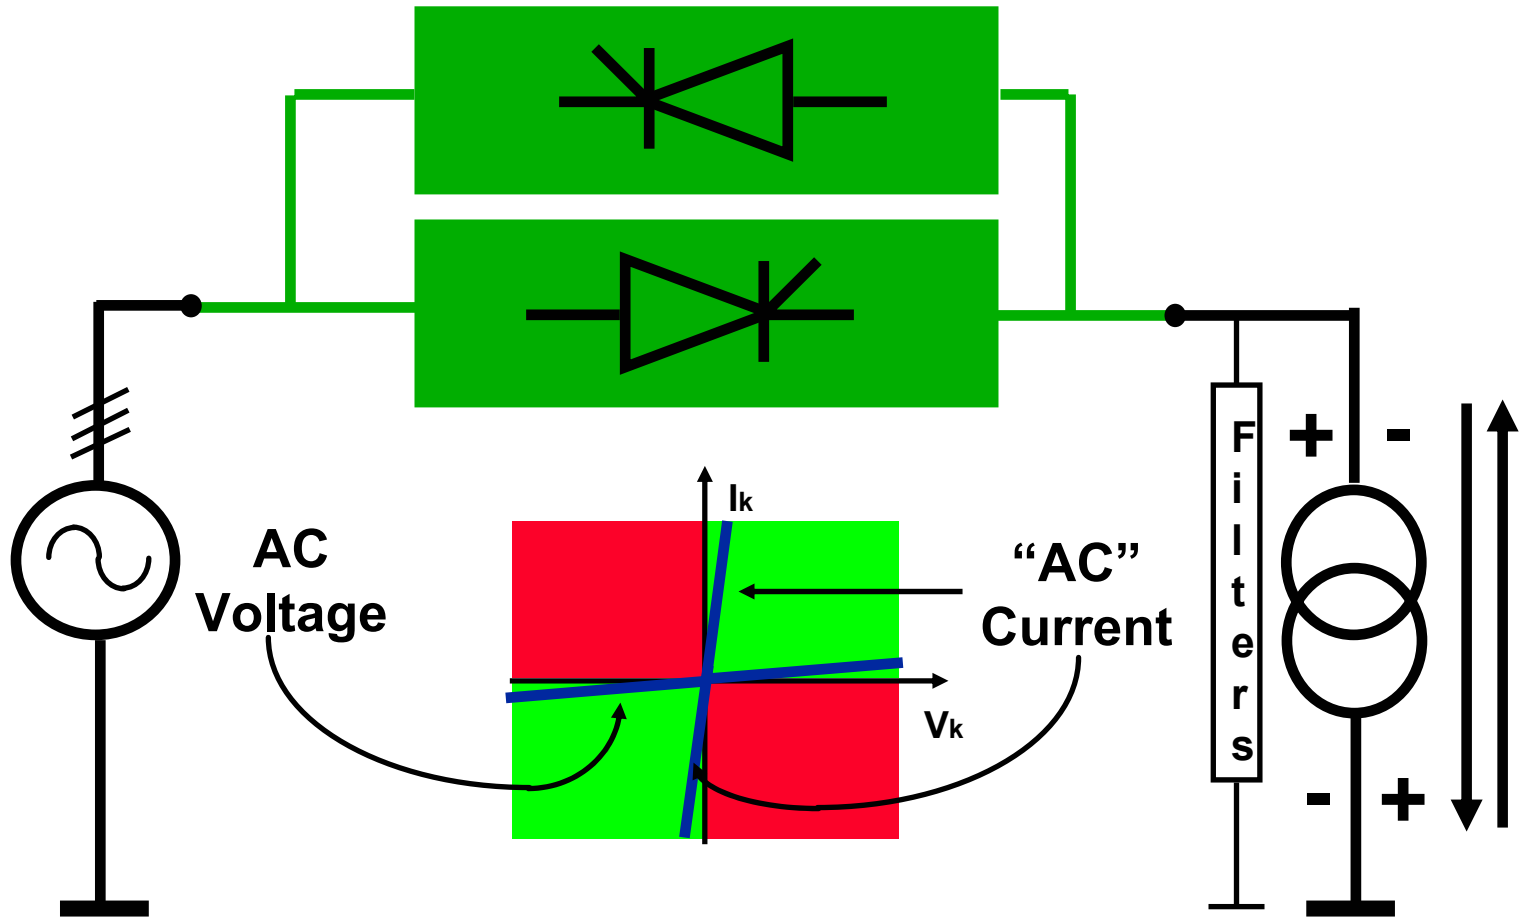 AC
Voltage
Ik
Vk
“AC”
Current
Filters
+ -
- +